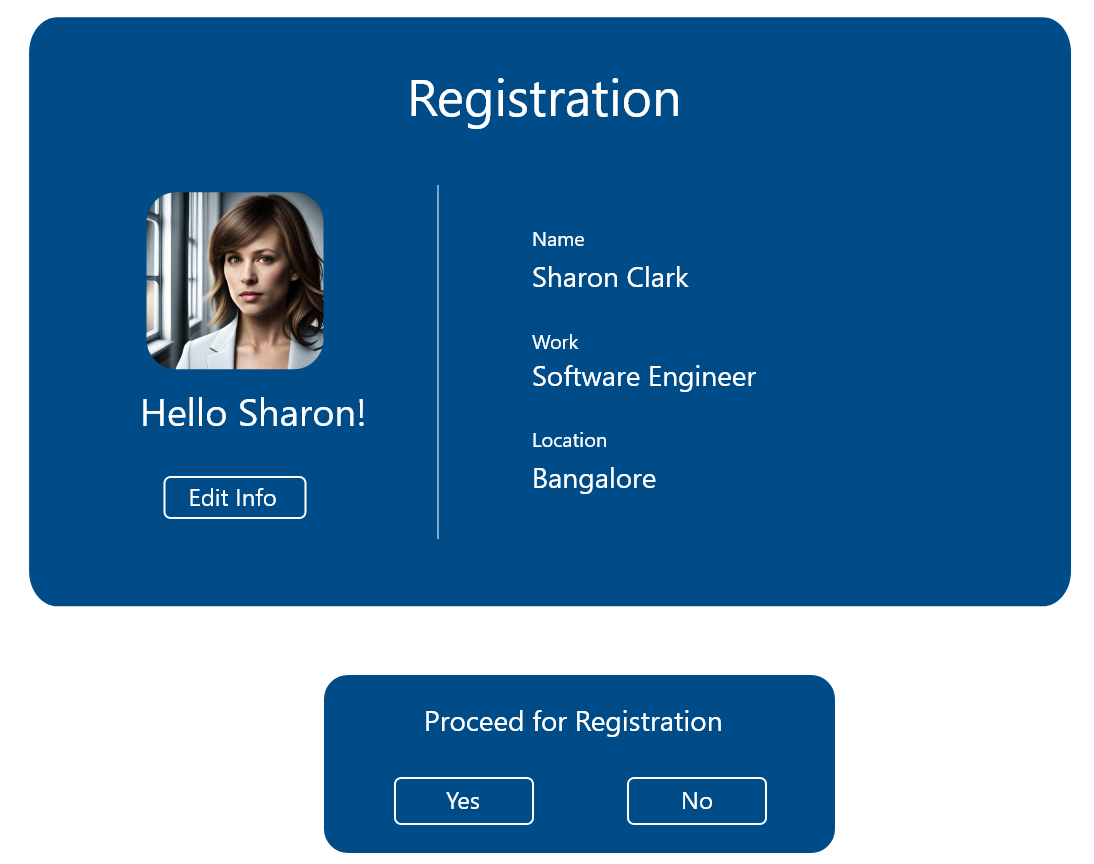 Registration
Hello Sharon!
Edit Info
Name
Sharon Clark
Work
Software Engineer
Location
Bangalore
Proceed for Registration
Yes
No